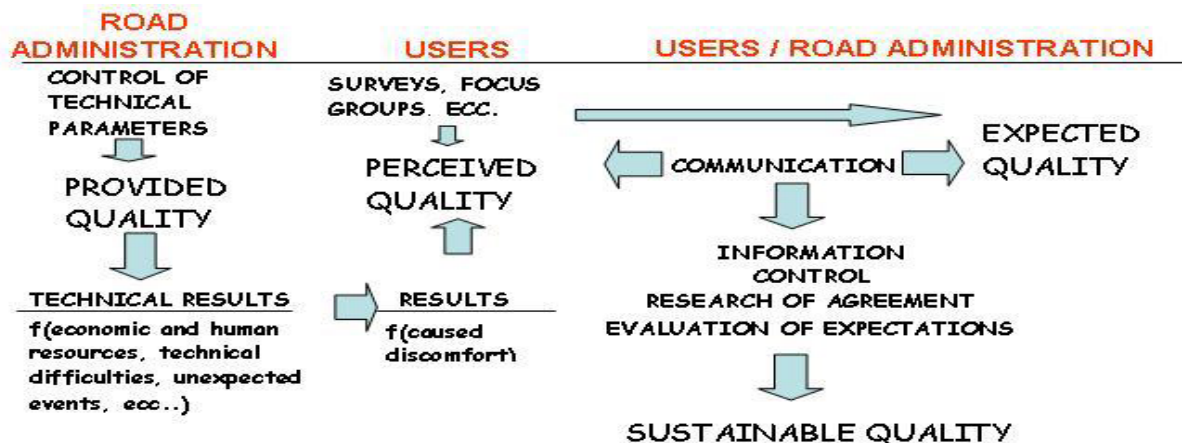 ROAD
ADMINISTRATION
USERS
USERS / ROAD ADMINISTRATION
CONTROL OF
TECHNICAL
PARAMETERS
PROVIDED
QUALITY
TECHNICAL RESULTS
f(economic and human
resources, technical
difficulties, unexpected
events, ecc..)
SURVEYS, FOCUS
GROUPS. ECC.
PERCEIVED
QUALITY
RESULTS
f(caused
discomfort)
COMMUNICATION
EXPECTED
QUALITY
INFORMATION
CONTROL
RESEARCH OF AGREEMENT
EVALUATION OF EXPECTATIONS
SUSTAINABLE QUALITY